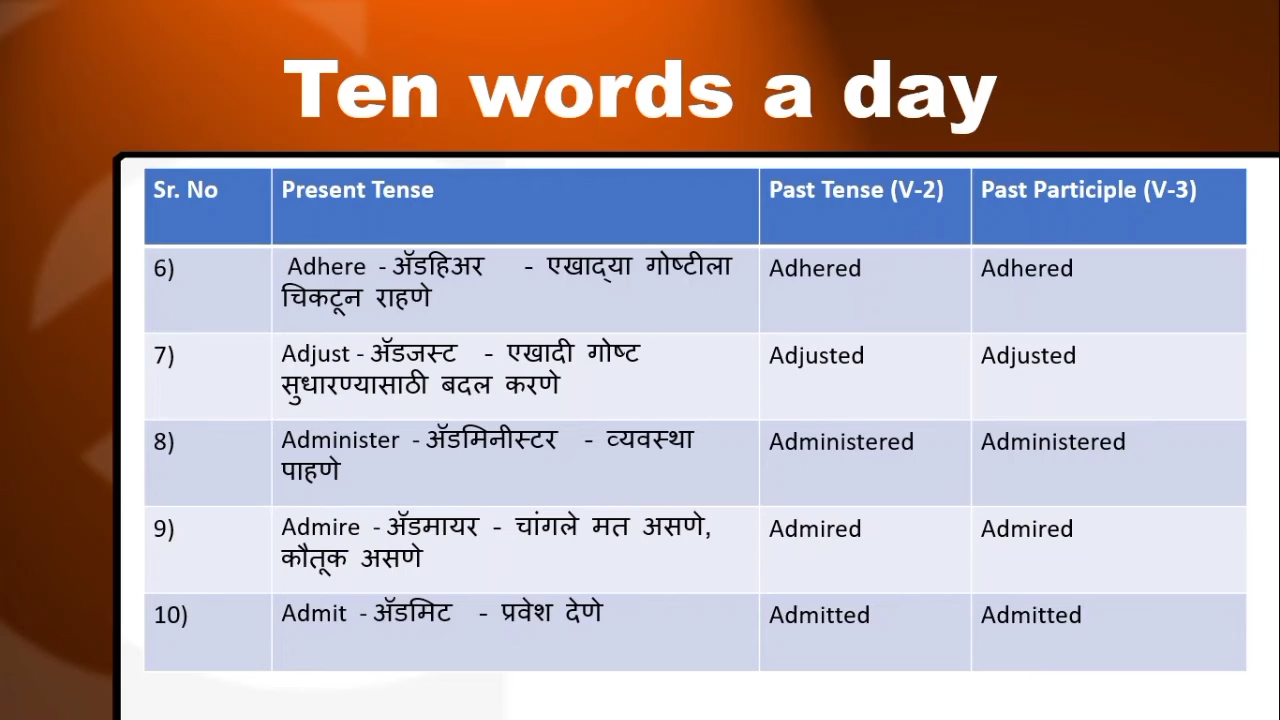 Ten words a day
Sr. No Present Tense Past Tense (V-2) Past Participle (V-3)
6) Adhere - ॲडहिअर - एखाद्‌या गोष्टीला Adhered Adhered
चिकटून राहणे
7) Adjust - ॲडजस्ट - एखादी गोष्ट Adjusted Adjusted
सुधारण्यासाठी बदल करणे
8) Administer - ॲडमिनीस्टर - व्यवस्था Administered Administered
पाहणे
9) Admire - ॲडमायर - चांगले मत असणे, Admired Admired
कौतूक असणे
10) Admit - ॲडमिट - प्रवेश देणे Admitted Admitted